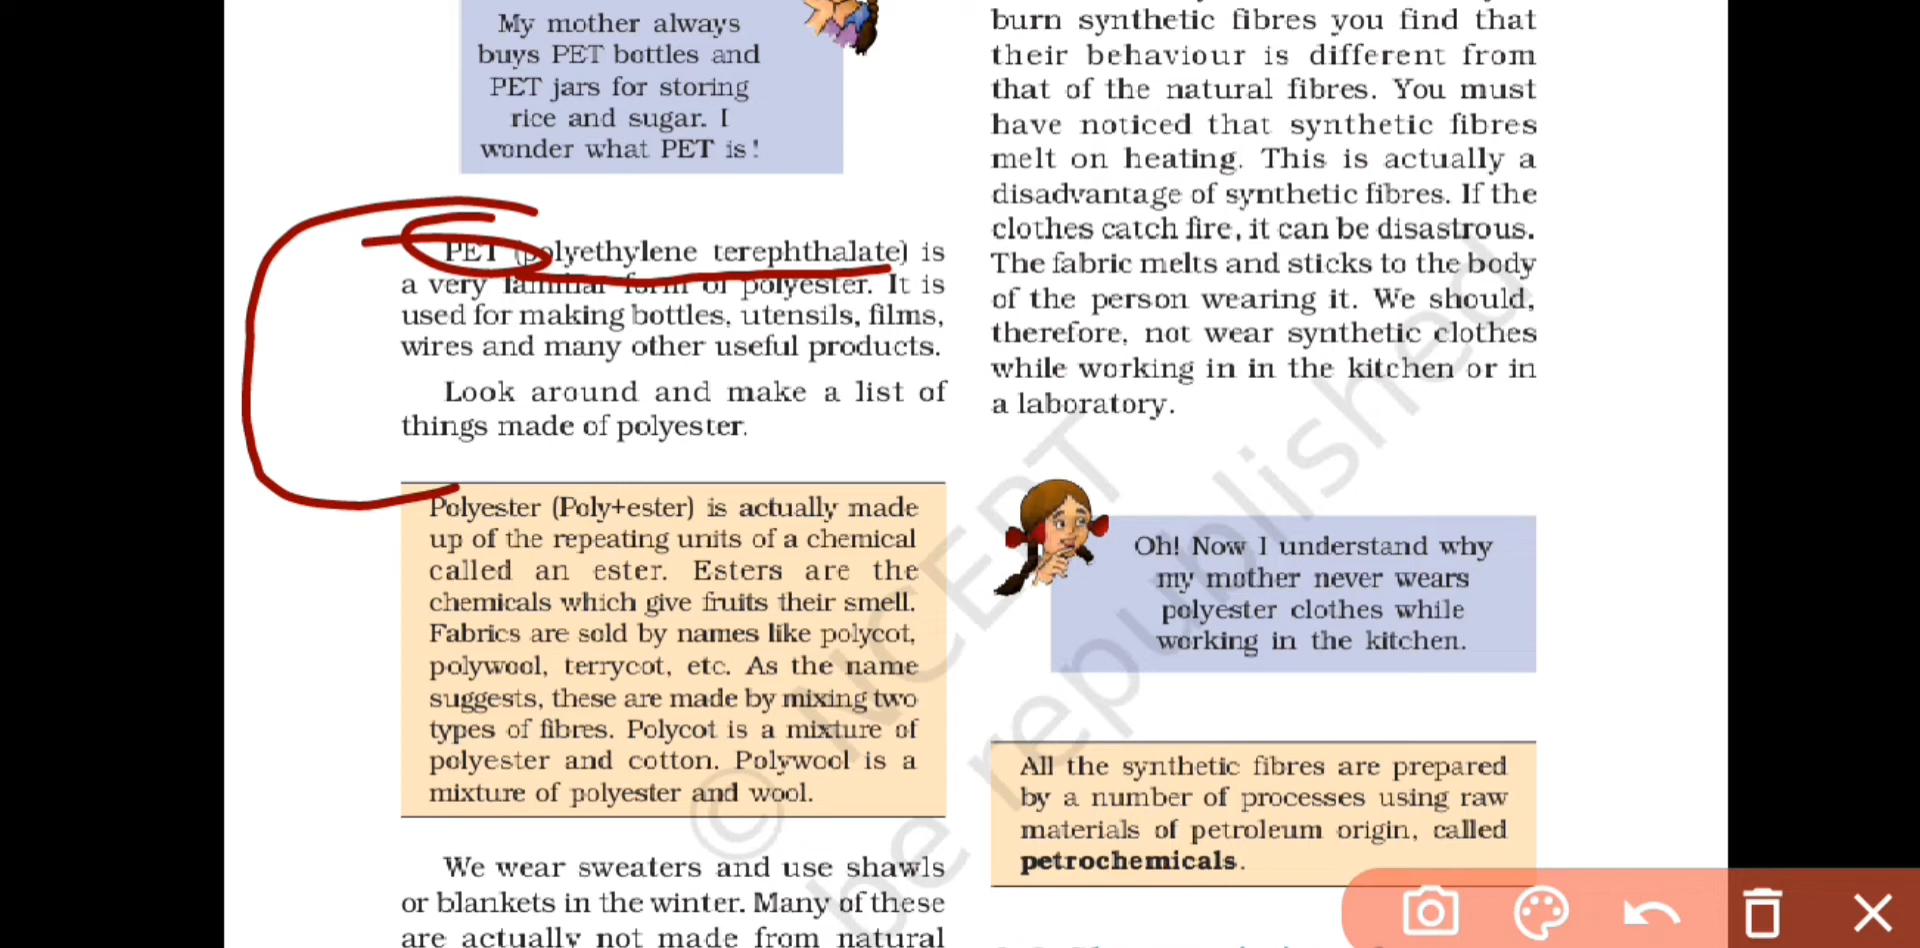 My mother always
buys PET bottles and
PET jars for storing
rice and sugar. I
wonder what PET is!
PET (polyethylene terephthalate) is
a very familiar form of polyester. It is
used for making bottles, utensils, films,
wires and many other useful products.
Look around and make a list of
things made of polyester.
Polyester (Poly+ester) is actually made
up of the repeating units of a chemical
called an ester. Esters are the
chemicals which give fruits their smell.
Fabrics are sold by names like polycot,
polywool, terrycot, etc. As the name
suggests, these are made by mixing two
types of fibres. Polycot is a mixture of
polyester and cotton. Polywool is a
mixture of polyester and wool.
We wear sweaters and use shawls
or blankets in the winter. Many of these
are actually not made from natural
burn synthetic fibres you find that
their behaviour is different from
that of the natural fibres. You must
have noticed that synthetic fibres
melt on heating. This is actually a
disadvantage of synthetic fibres. If the
clothes catch fire, it can be disastrous.
The fabric melts and sticks to the body
of the person wearing it. We should,
therefore, not wear synthetic clothes
while working in in the kitchen or in
a laboratory.
Oh! Now I understand why
my mother never wears
polyester clothes while
working in the kitchen.
All the synthetic fibres are prepared
by a number of processes using raw
materials of petroleum origin, called
petrochemicals.
© NCERT
be republished